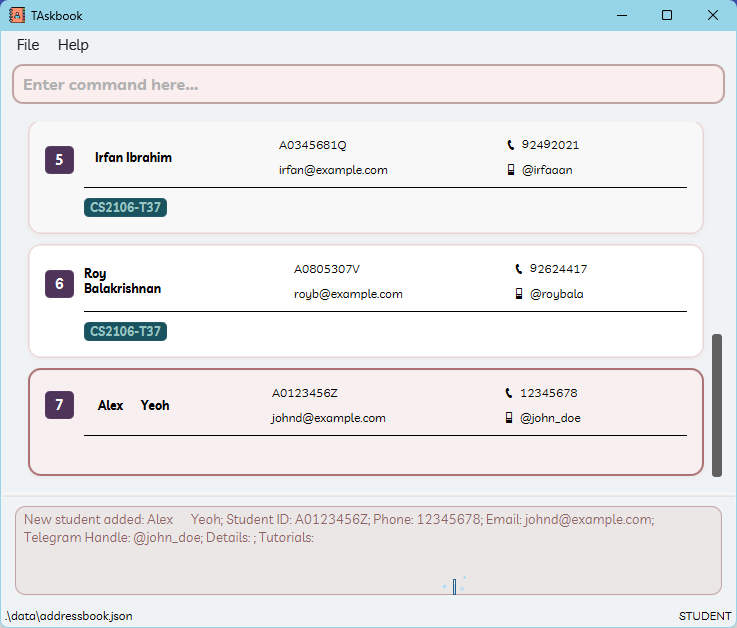 TAskbook
File Help
Enter command here...
5 Irfan Ibrahim A0345681Q 92492021
irfan@example.com @irfaaan
CS2106-T37
6 Roy Balakrishnan A0805307V 92624417
royb@example.com @roybala
CS2106-T37
7 Alex      Yeoh A0123456Z 12345678
johnd@example.com @john_doe
New student added: Alex      Yeoh; Student ID: A0123456Z; Phone: 12345678; Email: johnd@example.com;
Telegram Handle: @john_doe; Details: ; Tutorials:
.\data\addressbook.json STUDENT